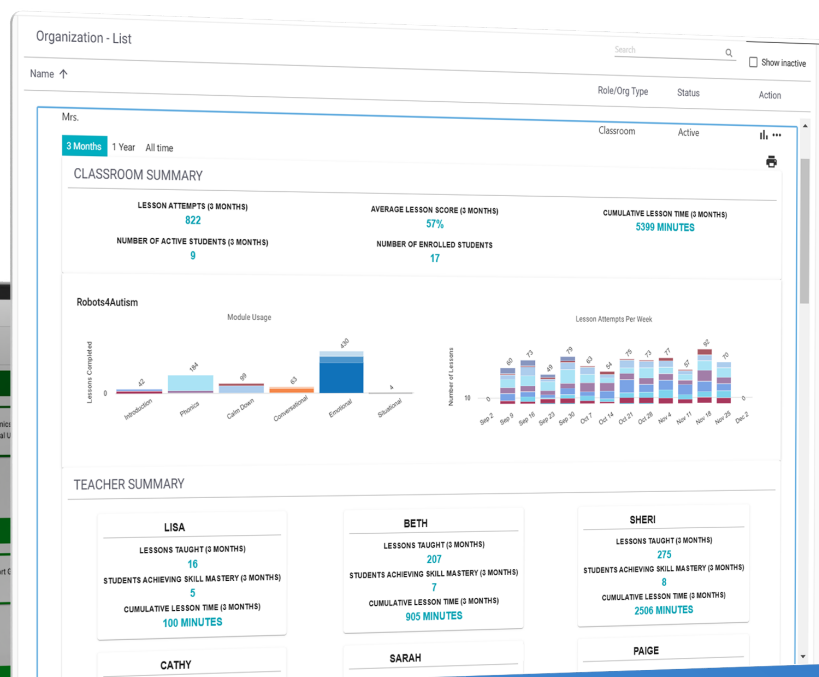 Organization - List
Search
Show inactive
Name ↑
Role/Org Type Status Action
Mrs.
Classroom Active
3 Months 1 Year All time
CLASSROOM SUMMARY
LESSON ATTEMPTS (3 MONTHS)
822
AVERAGE LESSON SCORE (3 MONTHS)
57%
CUMULATIVE LESSON TIME (3 MONTHS)
5399 MINUTES
NUMBER OF ACTIVE STUDENTS (3 MONTHS)
9
NUMBER OF ENROLLED STUDENTS
17
Robots4Autism
Module Usage
Lessons Completed
0
42 184 99 63 430 4
Introduction Phonics Calm Down Conversational Emotional Situational
Lesson Attempts Per Week
Number of Lessons
10
0 60 73 49 79 63 54 75 73 77 57 92 70 0
Sep 2 Sep 9 Sep 16 Sep 23 Sep 30 Oct 7 Oct 14 Oct 21 Oct 28 Nov 4 Nov 11 Nov 18 Nov 25 Dec 2
TEACHER SUMMARY
LISA
LESSONS TAUGHT (3 MONTHS)
16
STUDENTS ACHIEVING SKILL MASTERY (3 MONTHS)
5
CUMULATIVE LESSON TIME (3 MONTHS)
100 MINUTES
BETH
LESSONS TAUGHT (3 MONTHS)
207
STUDENTS ACHIEVING SKILL MASTERY (3 MONTHS)
7
CUMULATIVE LESSON TIME (3 MONTHS)
905 MINUTES
SHERI
LESSONS TAUGHT (3 MONTHS)
275
STUDENTS ACHIEVING SKILL MASTERY (3 MONTHS)
8
CUMULATIVE LESSON TIME (3 MONTHS)
2506 MINUTES
CATHY
SARAH
PAIGE